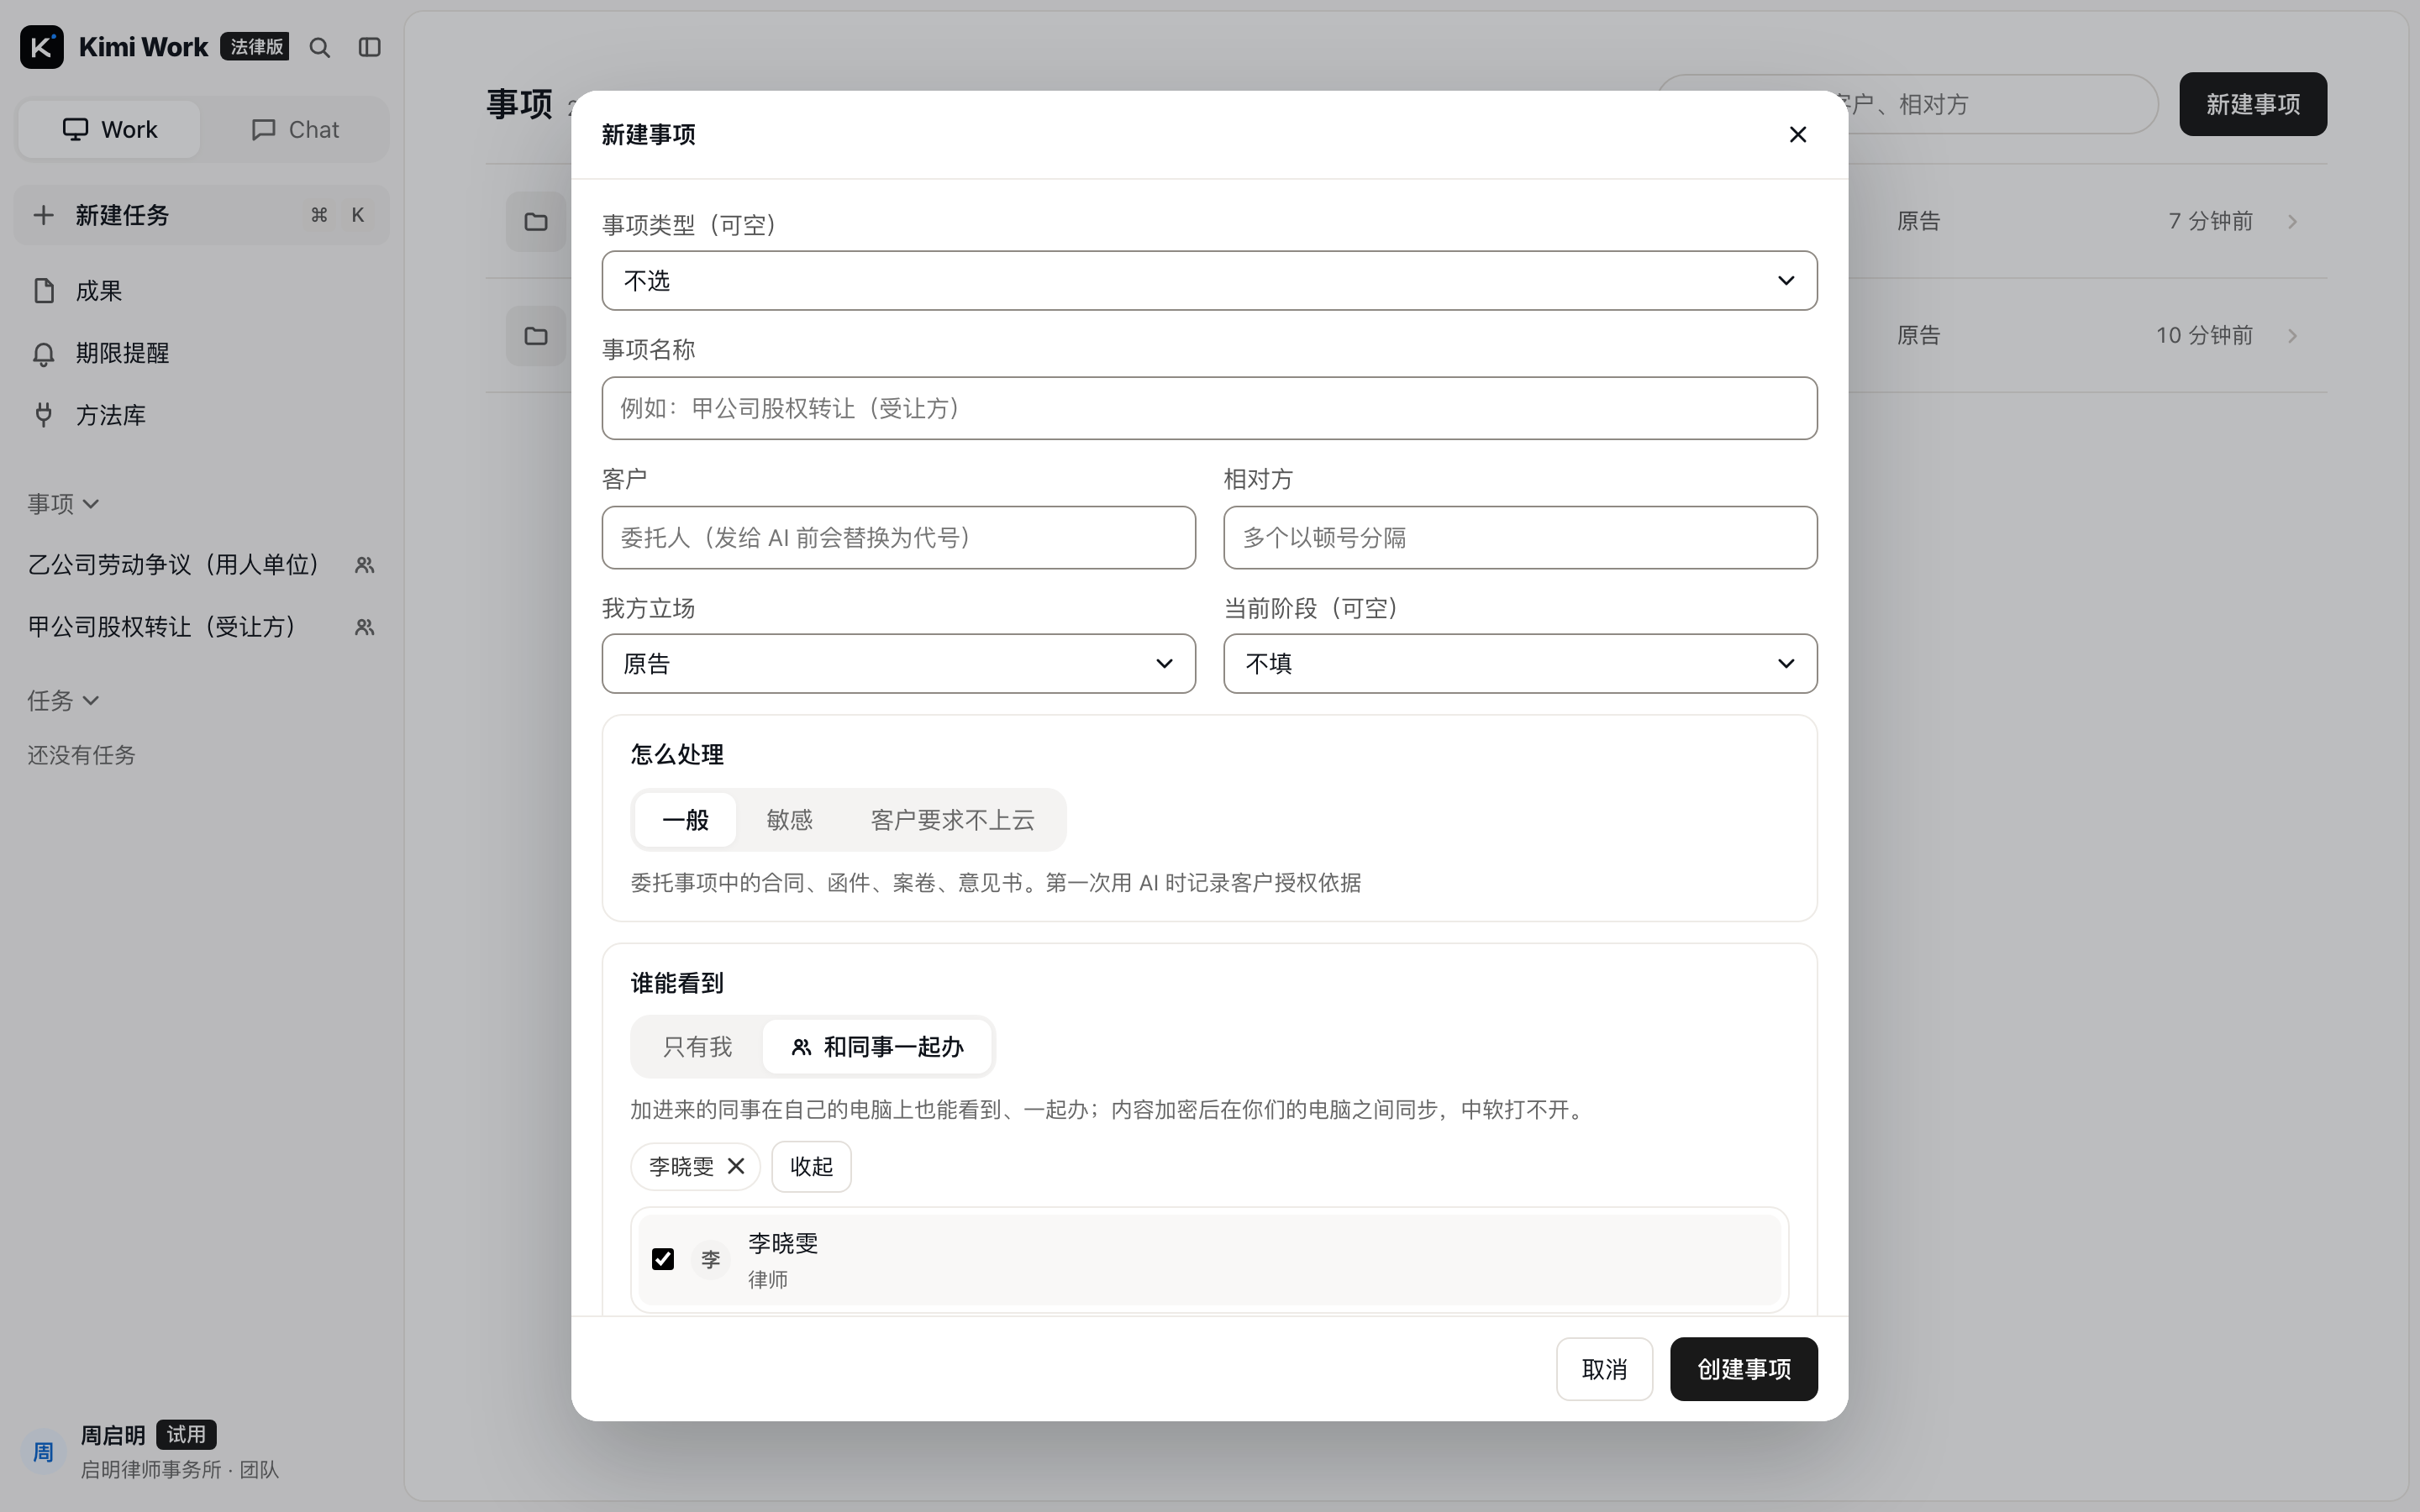 Kimi Work 法律版
Work Chat
新建任务 ⌘ K
成果
期限提醒
方法库
事项
乙公司劳动争议（用人单位）
甲公司股权转让（受让方）
任务
还没有任务
周 周启明 试用
启明律师事务所 · 团队
事项
客户、相对方 新建事项
原告 7 分钟前
原告 10 分钟前
新建事项
事项类型（可空）
不选
事项名称
例如：甲公司股权转让（受让方）
客户 相对方
委托人（发给 AI 前会替换为代号） 多个以顿号分隔
我方立场 当前阶段（可空）
原告 不填
怎么处理
一般 敏感 客户要求不上云
委托事项中的合同、函件、案卷、意见书。第一次用 AI 时记录客户授权依据
谁能看到
只有我 和同事一起办
加进来的同事在自己的电脑上也能看到、一起办；内容加密后在你们的电脑之间同步，中软打不开。
李晓雯 收起
李 李晓雯
律师
取消 创建事项